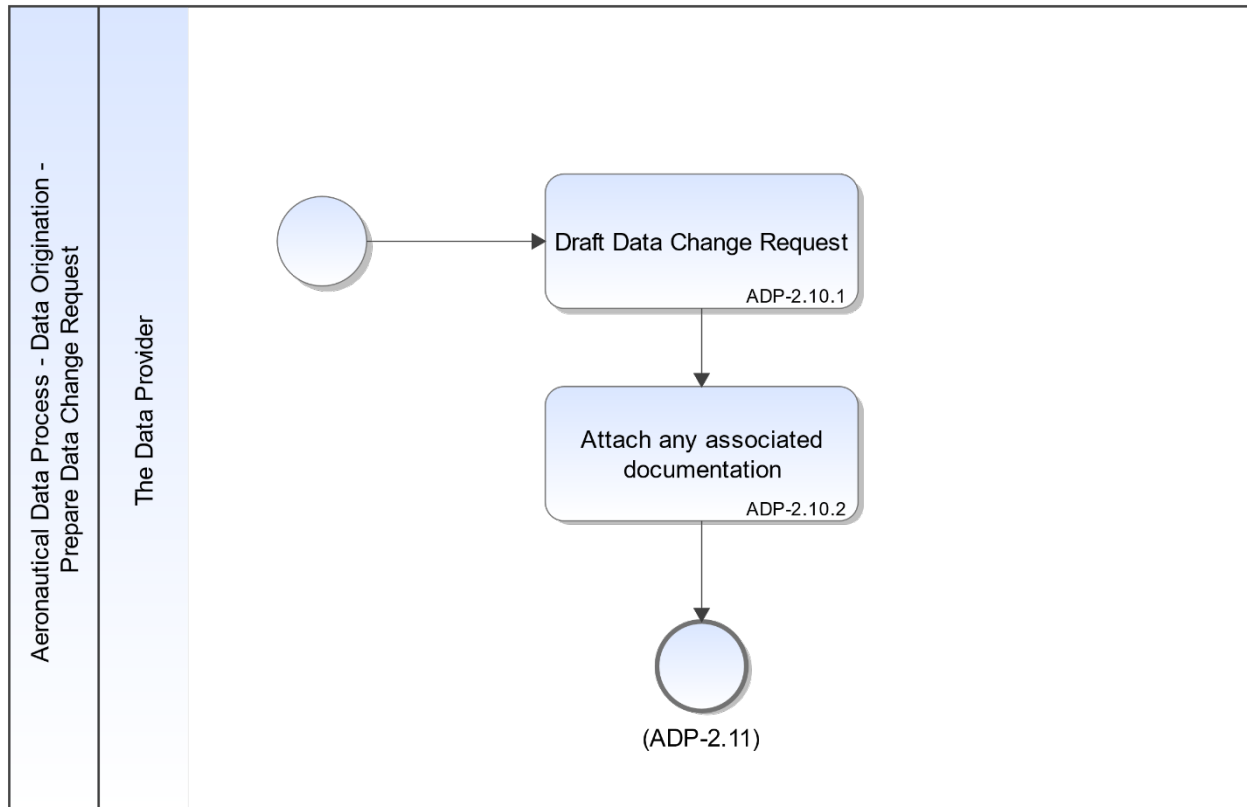 Aeronautical Data Process - Data Origination -
Prepare Data Change Request
The Data Provider
Draft Data Change Request
ADP-2.10.1
Attach any associated
documentation
ADP-2.10.2
(ADP-2.11)